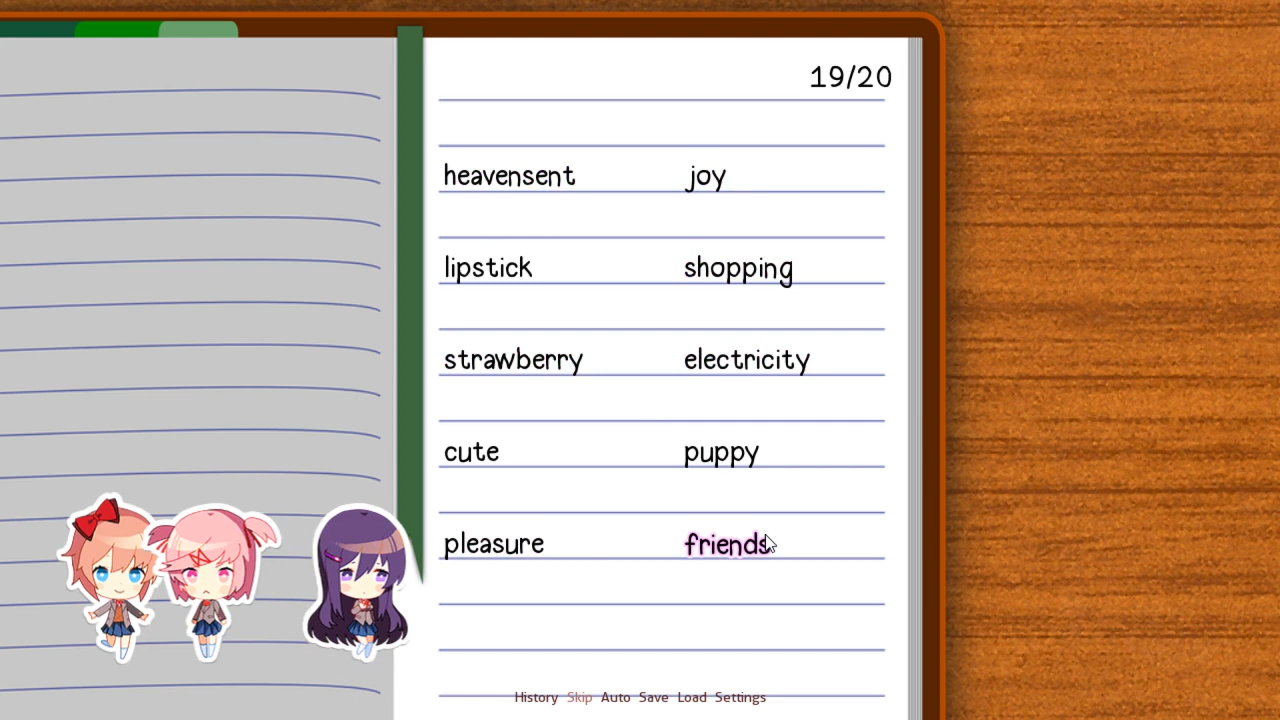 19/20
heavensent joy
lipstick shopping
strawberry electricity
cute puppy
pleasure friends
History Skip Auto Save Load Settings